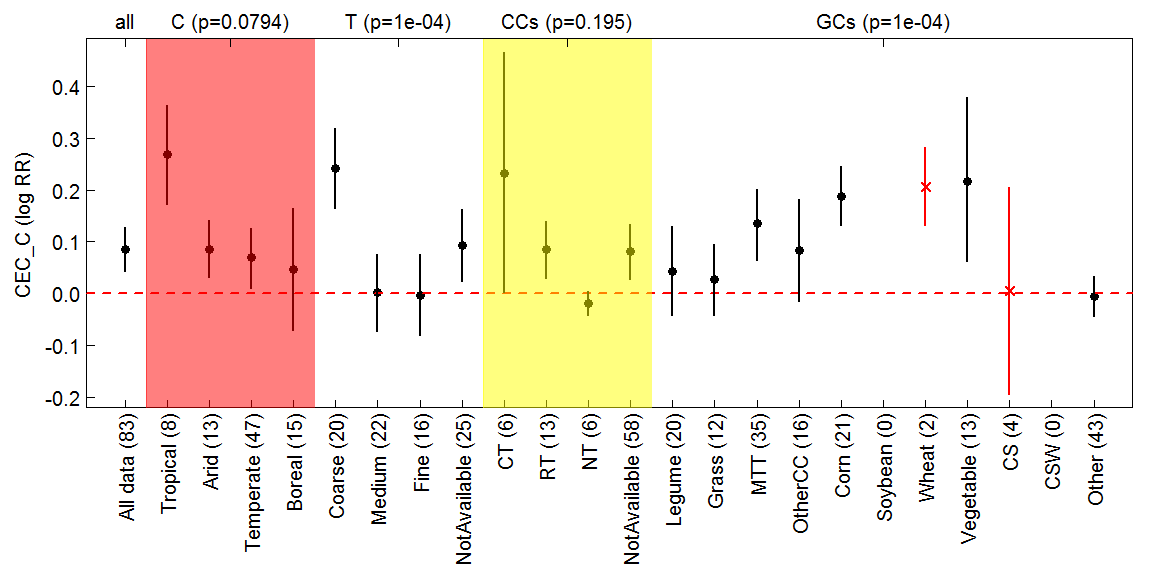 all C (p=0.0794) T (p=1e-04) CCs (p=0.195) GCs (p=1e-04)
CEC_C (log RR)
0.4
0.3
0.2
0.1
0.0
-0.1
-0.2
All data (83)
Tropical (8)
Arid (13)
Temperate (47)
Boreal (15)
Coarse (20)
Medium (22)
Fine (16)
NotAvailable (25)
CT (6)
RT (13)
NT (6)
NotAvailable (58)
Legume (20)
Grass (12)
MTT (35)
OtherCC (16)
Corn (21)
Soybean (0)
Wheat (2)
Vegetable (13)
CS (4)
CSW (0)
Other (43)